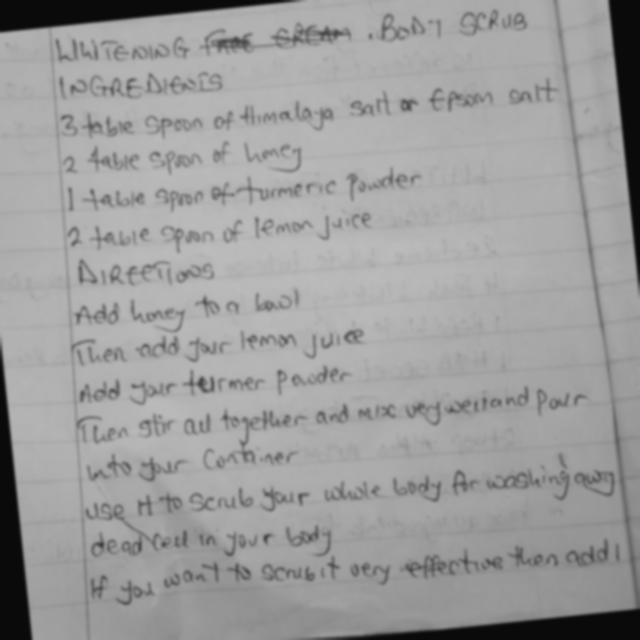 WHITENING FACE CREAM . BODY SCRUB
INGREDIENTS
3 table spoon of Himalaya salt or Epsom salt
2 table spoon of honey
1 table spoon of turmeric powder
2 table spoon of lemon juice
DIRECTIONS
Add honey to a bowl
Then add your lemon juice
Add your turmer powder
Then stir all together and mix very well and pour
into your Continer
use it to scrub your whole body for washing away
dead cell in your body
If you want to scrub it very effective then add 1